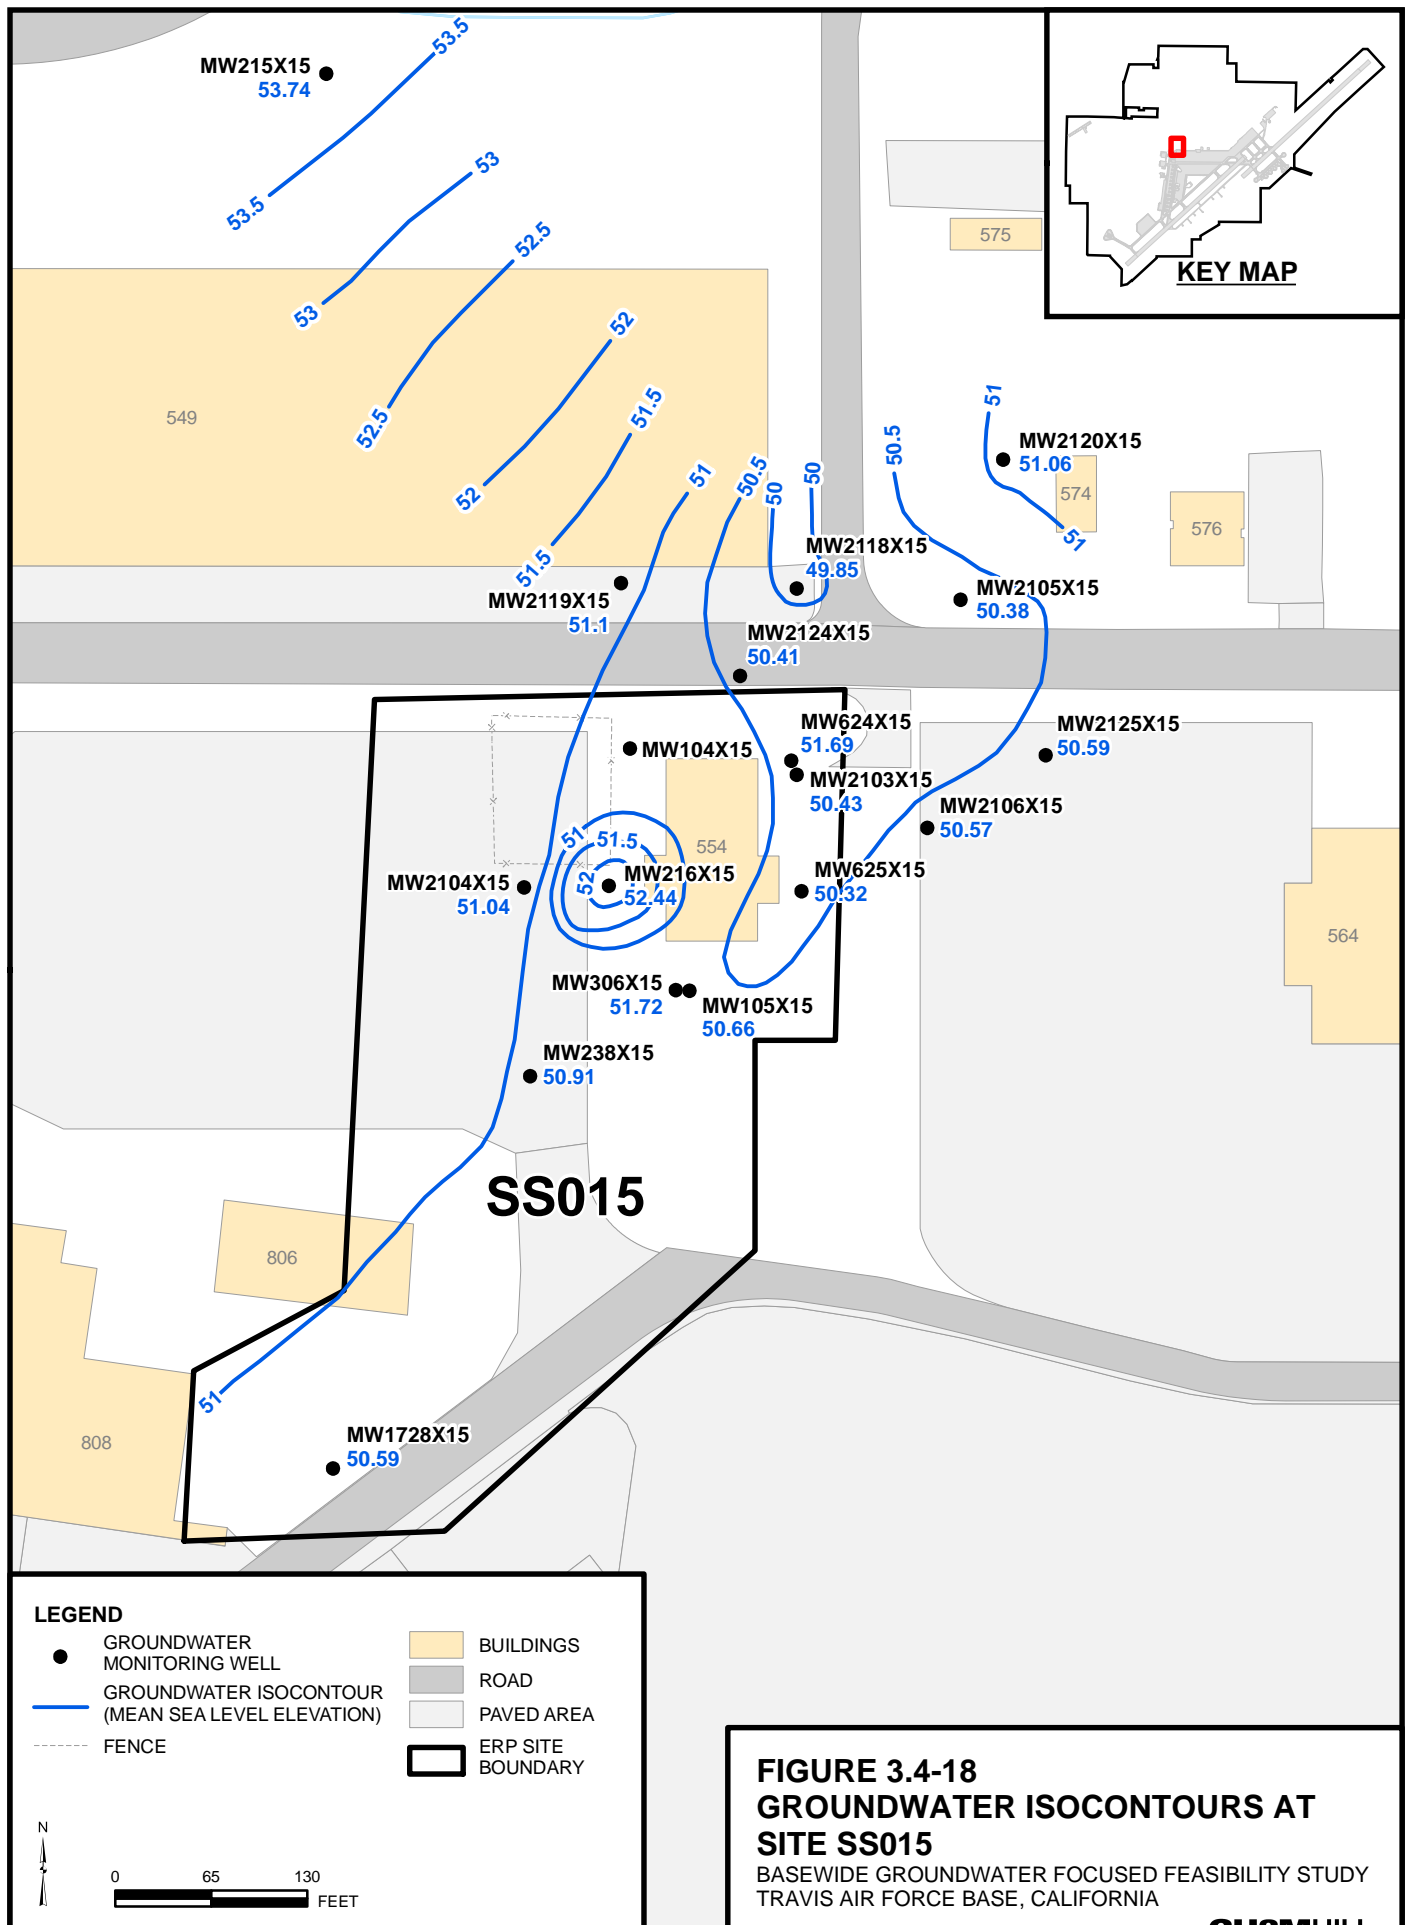 53.5
MW215X15
53.74
53.5
53
53
52.5
52.5
52
52
51.5
51.5
51
50.5
50
50
50.5
51
51
KEY MAP
575
549
574
576
MW2120X15
51.06
MW2118X15
49.85
MW2119X15
51.1
MW2105X15
50.38
MW2124X15
50.41
MW624X15
51.69
MW104X15
MW2103X15
50.43
MW2125X15
50.59
MW2106X15
50.57
51
51.5
52
554
MW216X15
52.44
MW2104X15
51.04
MW625X15
50.32
564
MW306X15
51.72
MW105X15
50.66
MW238X15
50.91
SS015
806
51
808
MW1728X15
50.59
LEGEND
GROUNDWATER
MONITORING WELL
GROUNDWATER ISOCONTOUR
(MEAN SEA LEVEL ELEVATION)
FENCE
BUILDINGS
ROAD
PAVED AREA
ERP SITE
BOUNDARY
N
0 65 130
FEET
FIGURE 3.4-18
GROUNDWATER ISOCONTOURS AT
SITE SS015
BASEWIDE GROUNDWATER FOCUSED FEASIBILITY STUDY
TRAVIS AIR FORCE BASE, CALIFORNIA